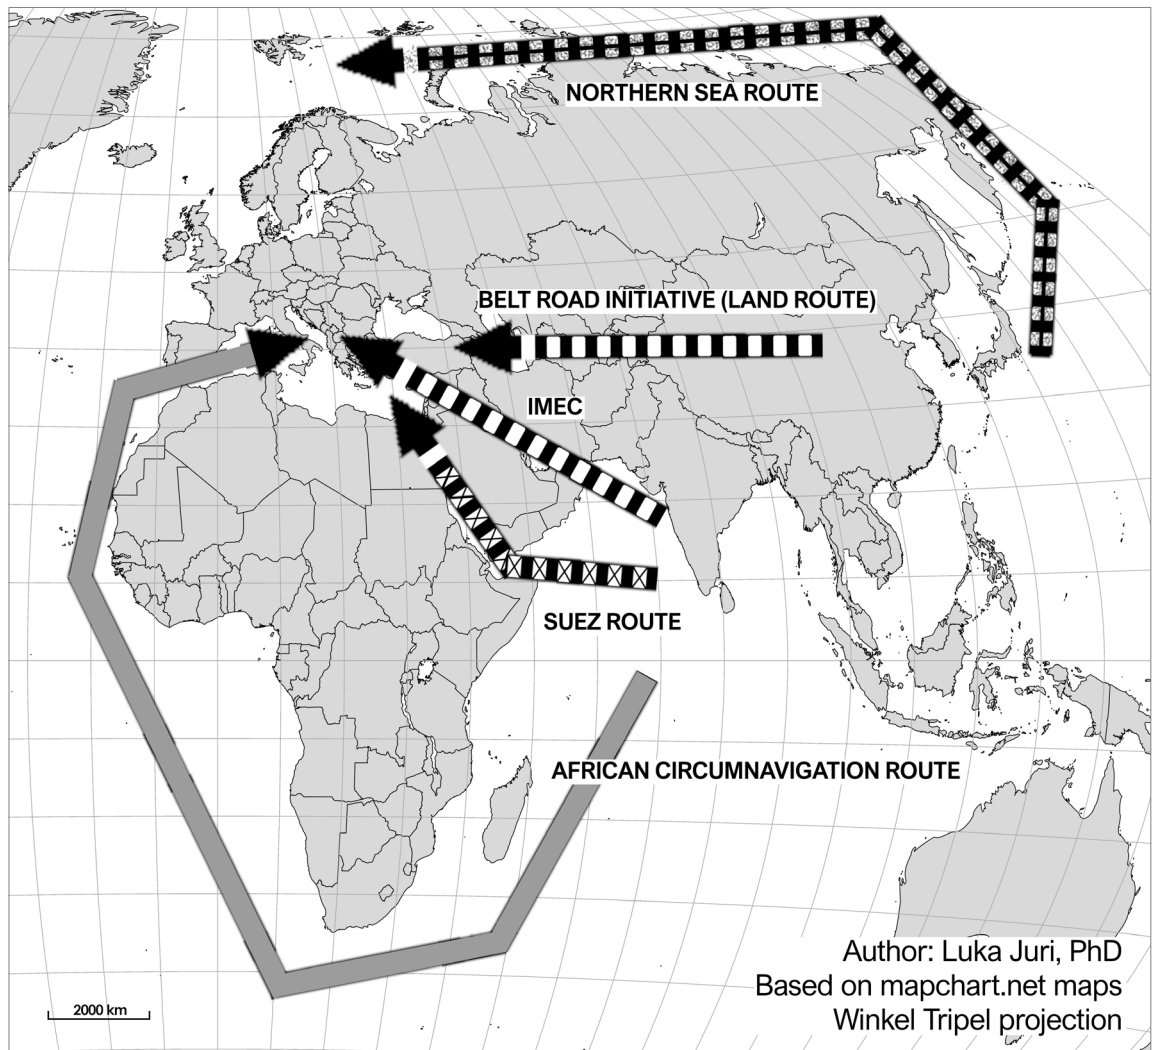 NORTHERN SEA ROUTE
BELT ROAD INITIATIVE (LAND ROUTE)
IMEC
SUEZ ROUTE
AFRICAN CIRCUMNAVIGATION ROUTE
Author: Luka Juri, PhD
Based on mapchart.net maps
2000 km
Winkel Tripel projection